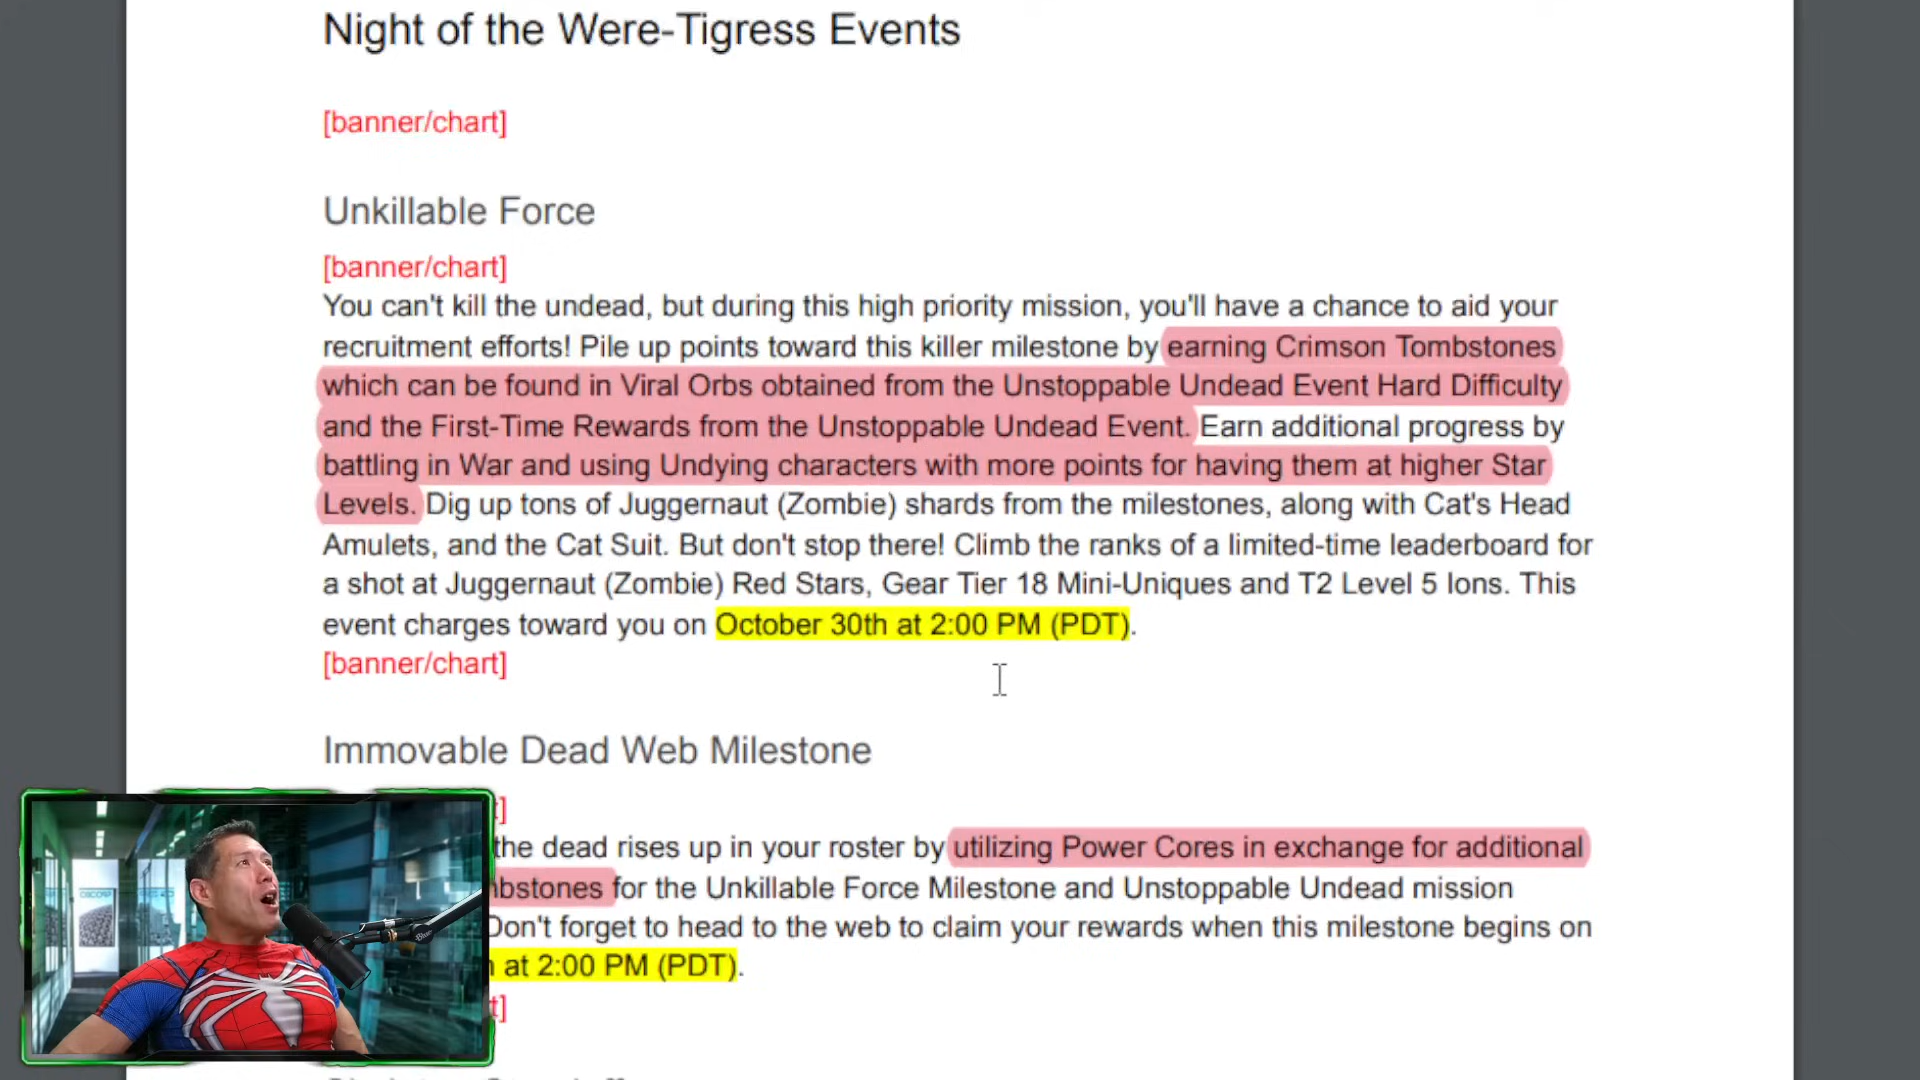 Night of the Were-Tigress Events
[banner/chart]
Unkillable Force
[banner/chart]
You can't kill the undead, but during this high priority mission, you'll have a chance to aid your
recruitment efforts! Pile up points toward this killer milestone by earning Crimson Tombstones
which can be found in Viral Orbs obtained from the Unstoppable Undead Event Hard Difficulty
and the First-Time Rewards from the Unstoppable Undead Event. Earn additional progress by
battling in War and using Undying characters with more points for having them at higher Star
Levels. Dig up tons of Juggernaut (Zombie) shards from the milestones, along with Cat's Head
Amulets, and the Cat Suit. But don't stop there! Climb the ranks of a limited-time leaderboard for
a shot at Juggernaut (Zombie) Red Stars, Gear Tier 18 Mini-Uniques and T2 Level 5 Ions. This
event charges toward you on October 30th at 2:00 PM (PDT).
[banner/chart]
Immovable Dead Web Milestone
t]
the dead rises up in your roster by utilizing Power Cores in exchange for additional
bstones for the Unkillable Force Milestone and Unstoppable Undead mission
Don't forget to head to the web to claim your rewards when this milestone begins on
at 2:00 PM (PDT).
t]
Blue